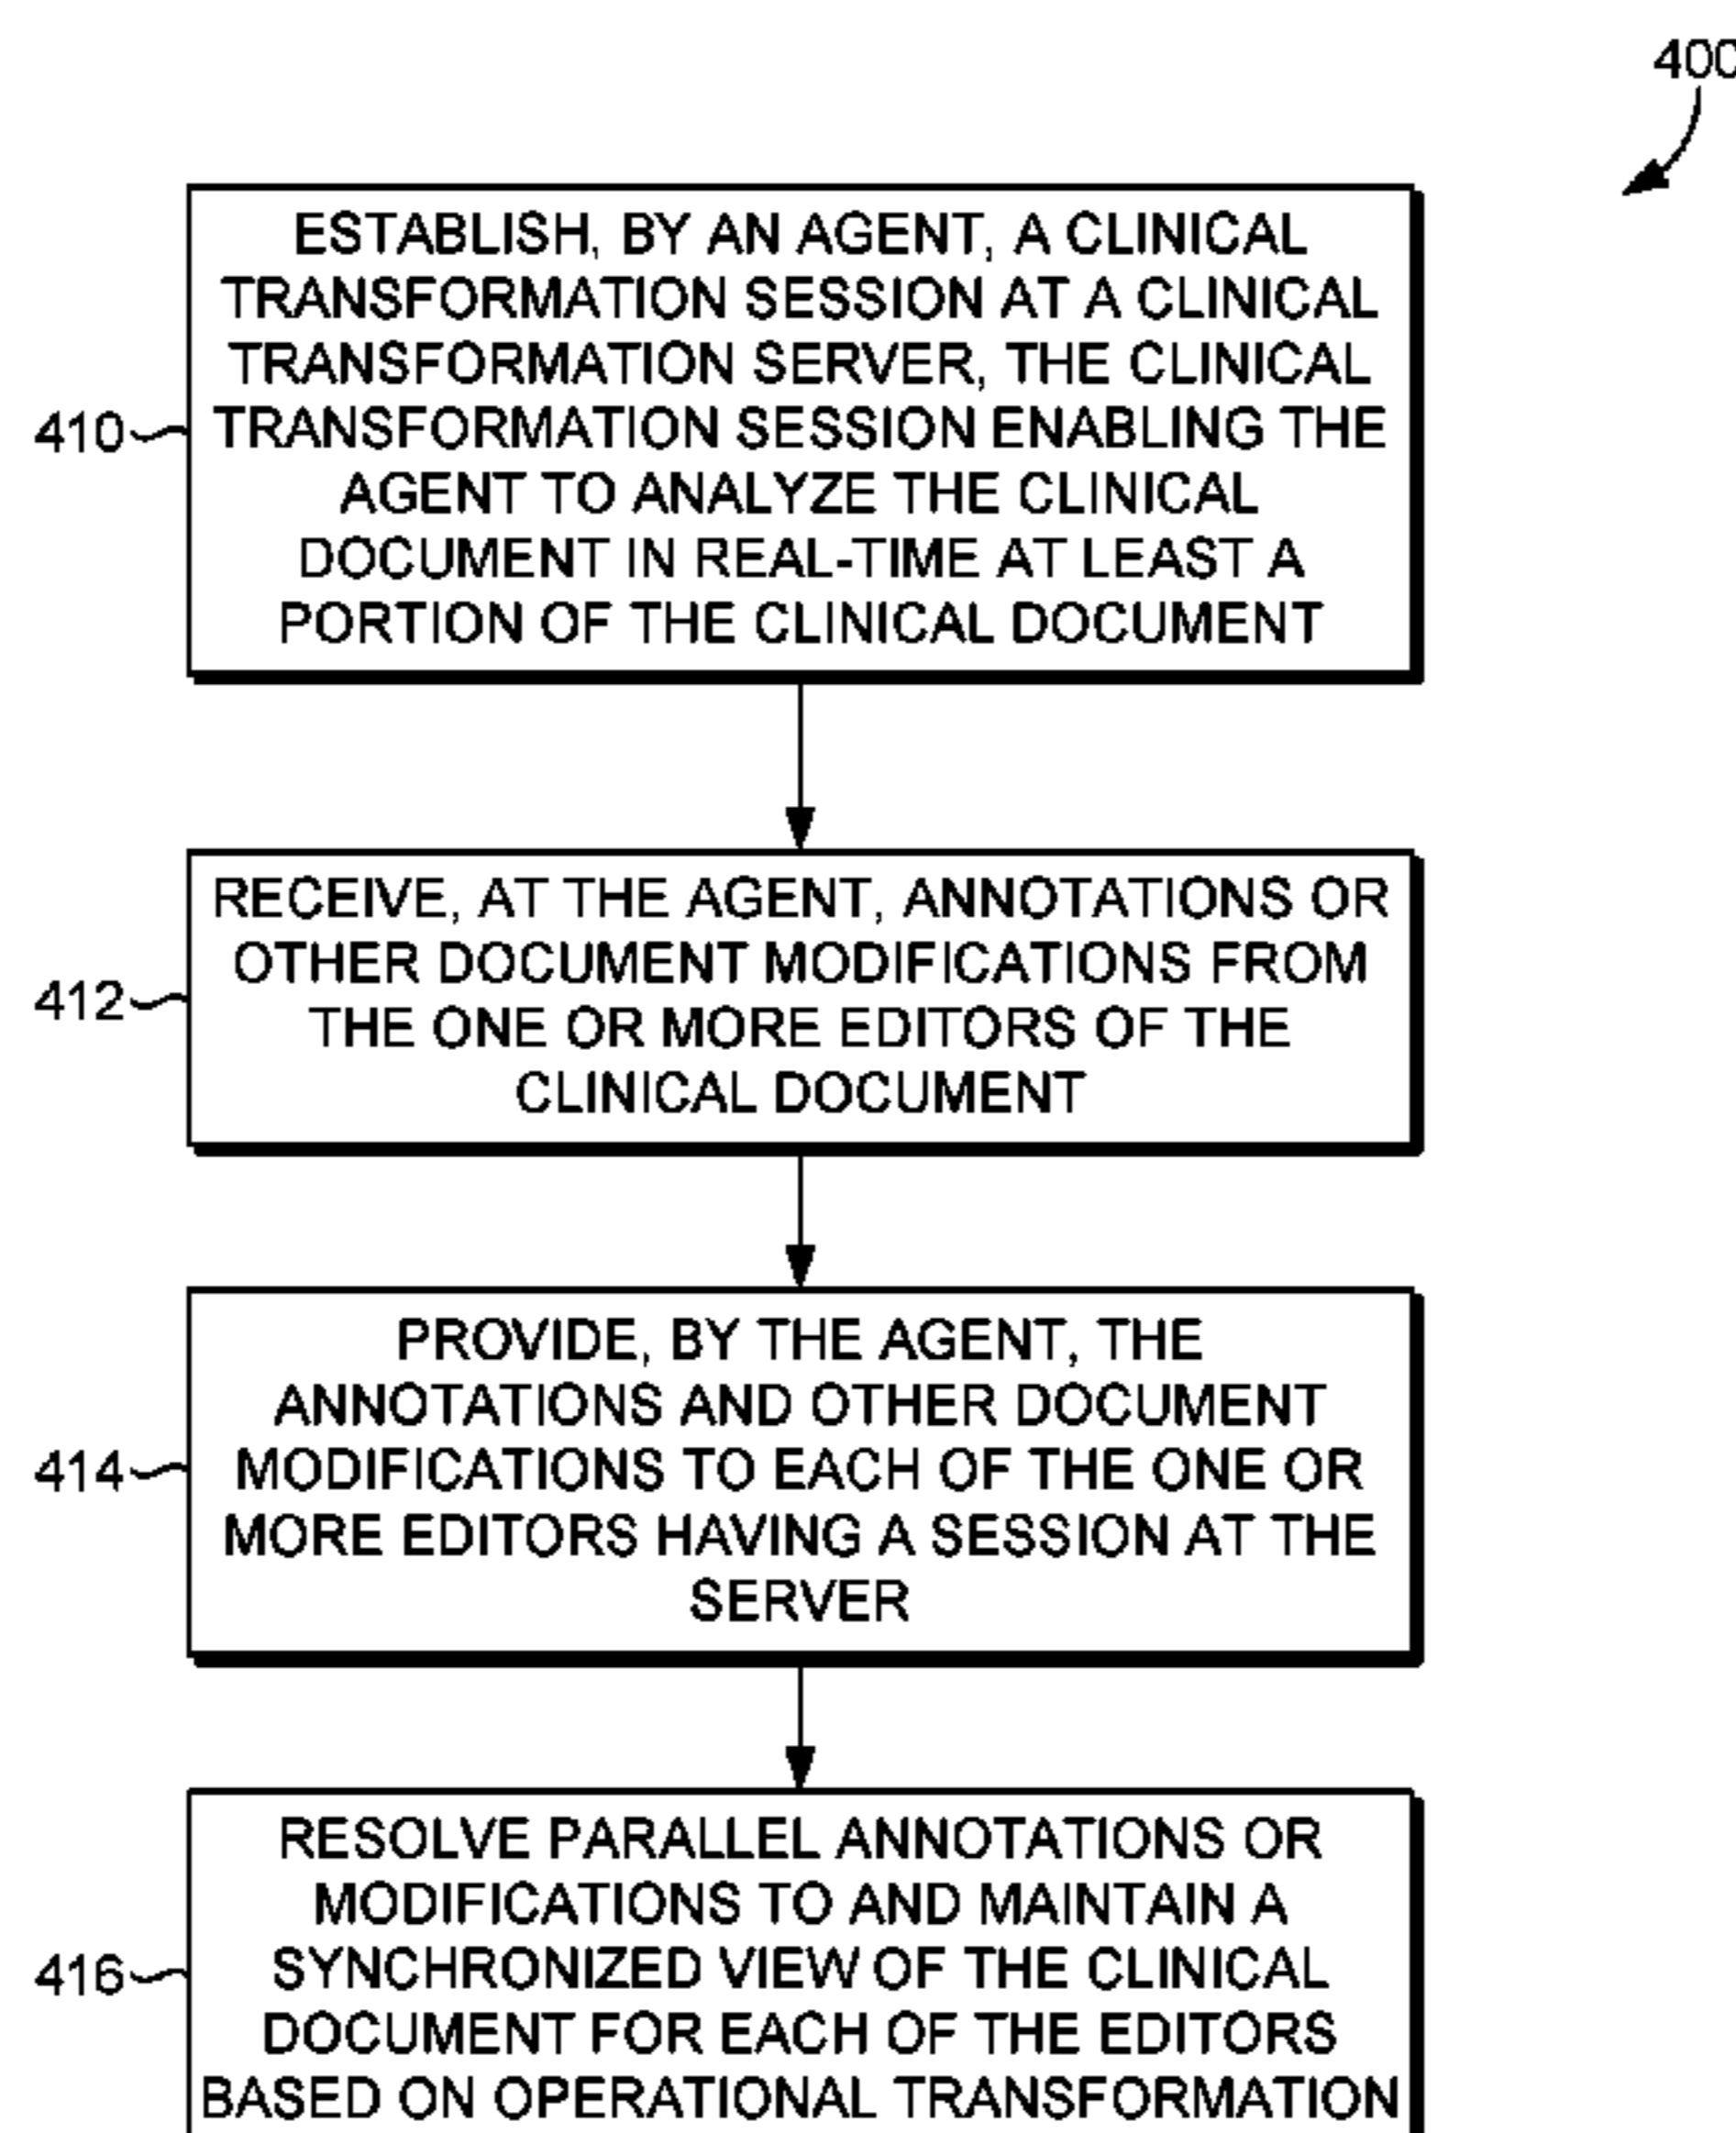 400
ESTABLISH, BY AN AGENT, A CLINICAL
TRANSFORMATION SESSION AT A CLINICAL
TRANSFORMATION SERVER, THE CLINICAL
TRANSFORMATION SESSION ENABLING THE
AGENT TO ANALYZE THE CLINICAL
DOCUMENT IN REAL-TIME AT LEAST A
PORTION OF THE CLINICAL DOCUMENT
410
RECEIVE, AT THE AGENT, ANNOTATIONS OR
OTHER DOCUMENT MODIFICATIONS FROM
THE ONE OR MORE EDITORS OF THE
CLINICAL DOCUMENT
412
PROVIDE, BY THE AGENT, THE
ANNOTATIONS AND OTHER DOCUMENT
MODIFICATIONS TO EACH OF THE ONE OR
MORE EDITORS HAVING A SESSION AT THE
SERVER
414
RESOLVE PARALLEL ANNOTATIONS OR
MODIFICATIONS TO AND MAINTAIN A
SYNCHRONIZED VIEW OF THE CLINICAL
DOCUMENT FOR EACH OF THE EDITORS
BASED ON OPERATIONAL TRANSFORMATION
416